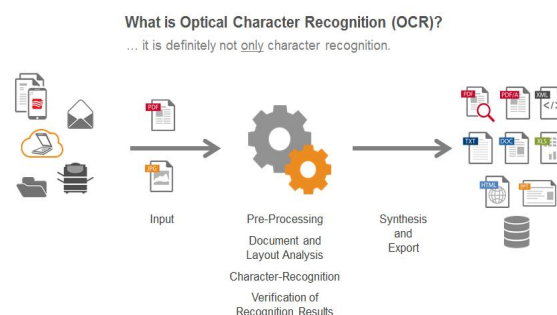 What is Optical Character Recognition (OCR)?
... it is definitely not only character recognition.
PDF
JPG
PDF
PDF/A
XML
</>
TXT
DOC
XLS
HTML
Input
Pre-Processing
Document and
Layout Analysis
Character-Recognition
Verification of
Recognition Results
Synthesis
and
Export